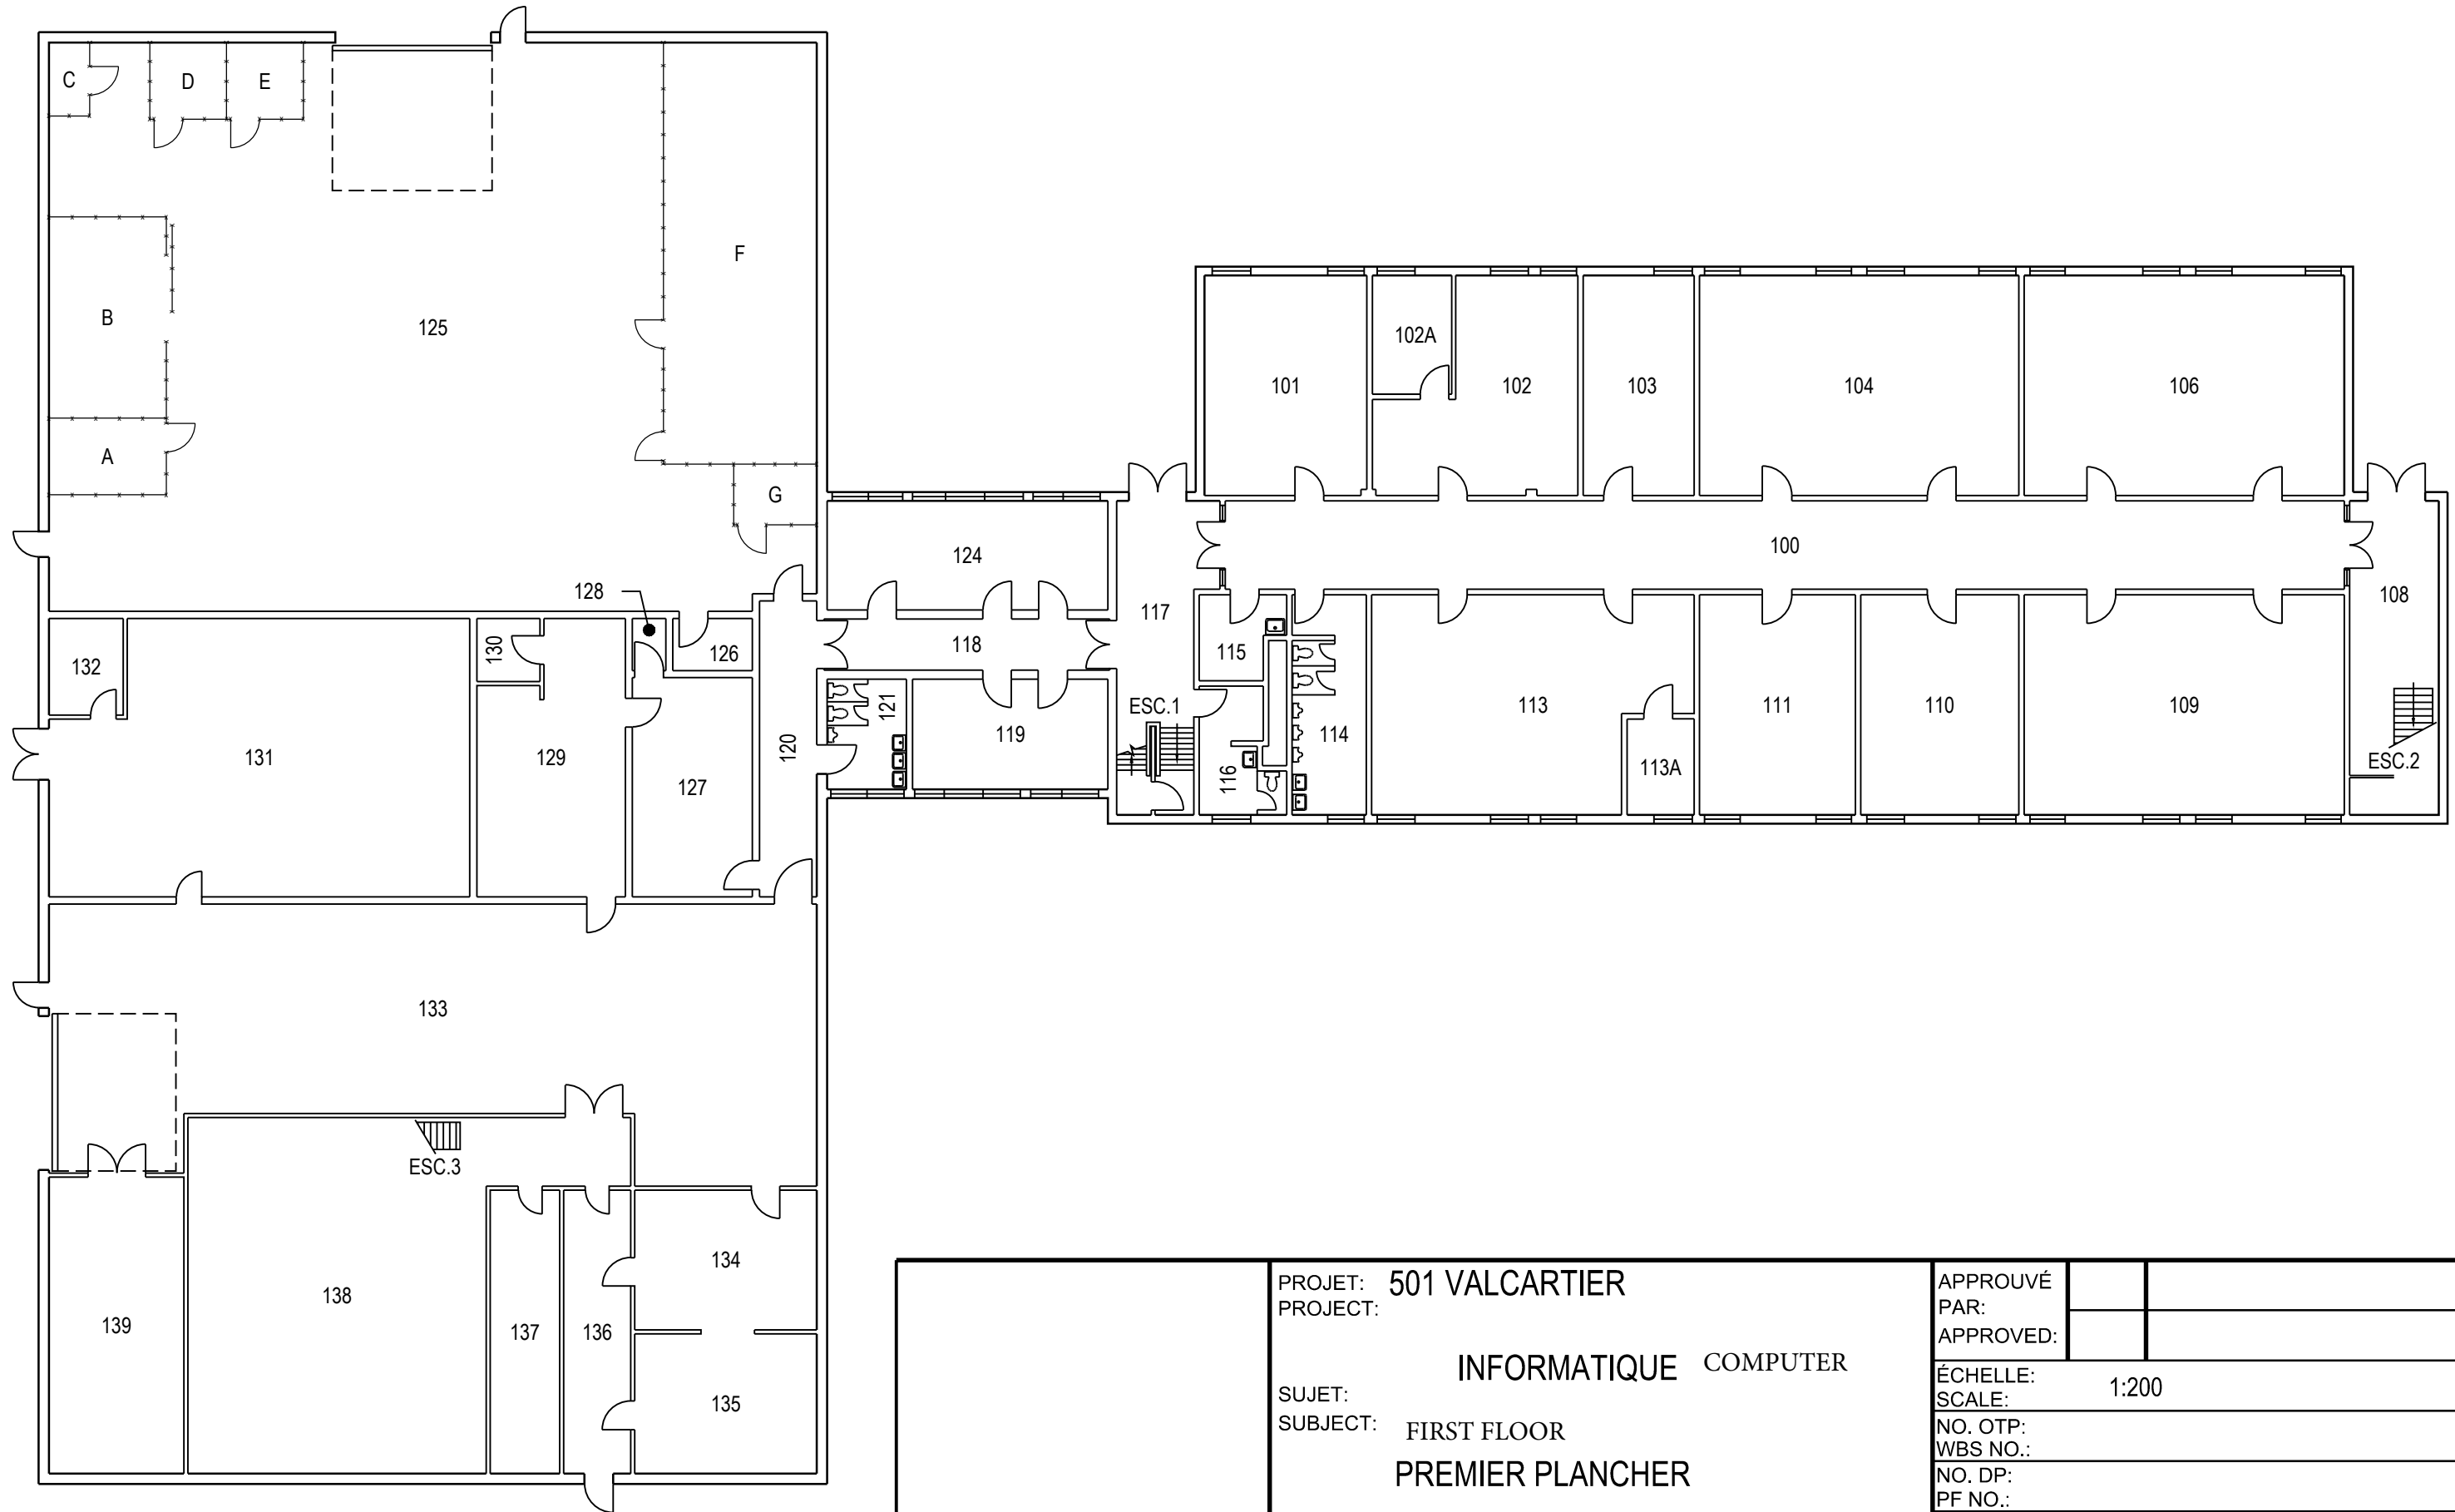 C
D
E
F
B
125
A
G
102A
101
102
103
104
106
124
100
128
117
108
132
130
126
118
115
ESC.1
121
113
111
110
109
131
129
120
119
114
127
116
113A
ESC.2
133
ESC.3
134
139
138
137
136
135
PROJET: 501 VALCARTIER
PROJECT:
INFORMATIQUE COMPUTER
SUJET:
SUBJECT: FIRST FLOOR
PREMIER PLANCHER
APPROUVÉ
PAR:
APPROVED:
ÉCHELLE:
SCALE: 1:200
NO. OTP:
WBS NO.:
NO. DP:
PF NO.: